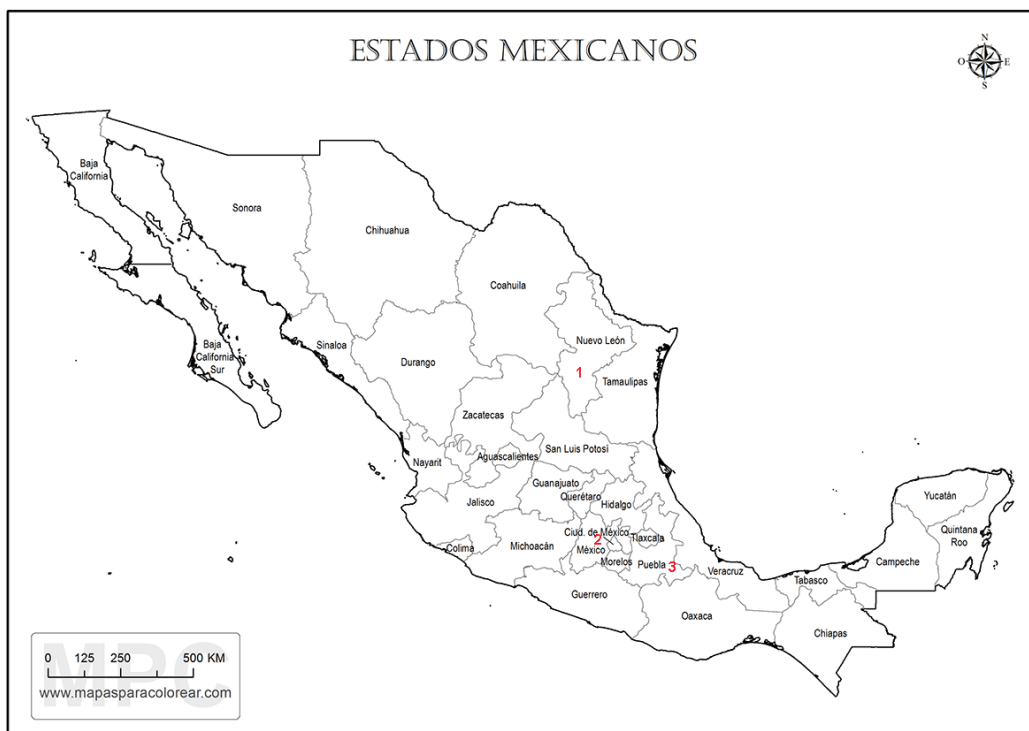 ESTADOS MEXICANOS
N
O E
S
Baja
California
Sonora
Chihuahua
Coahuila
Nuevo León
Sinaloa
Baja
California
Sur
Durango
1
Tamaulipas
Zacatecas
San Luis Potosí
Aguascalientes
Nayarit
Guanajuato
Querétaro
Hidalgo
Jalisco
Yucatán
Quintana
Roo
Ciud. de México
2
Tlaxcala
Colima
Michoacán
México
Morelos
Puebla
3
Veracruz
Campeche
Tabasco
Guerrero
Oaxaca
Chiapas
MPC
0 125 250 500 KM
www.mapasparacolorear.com